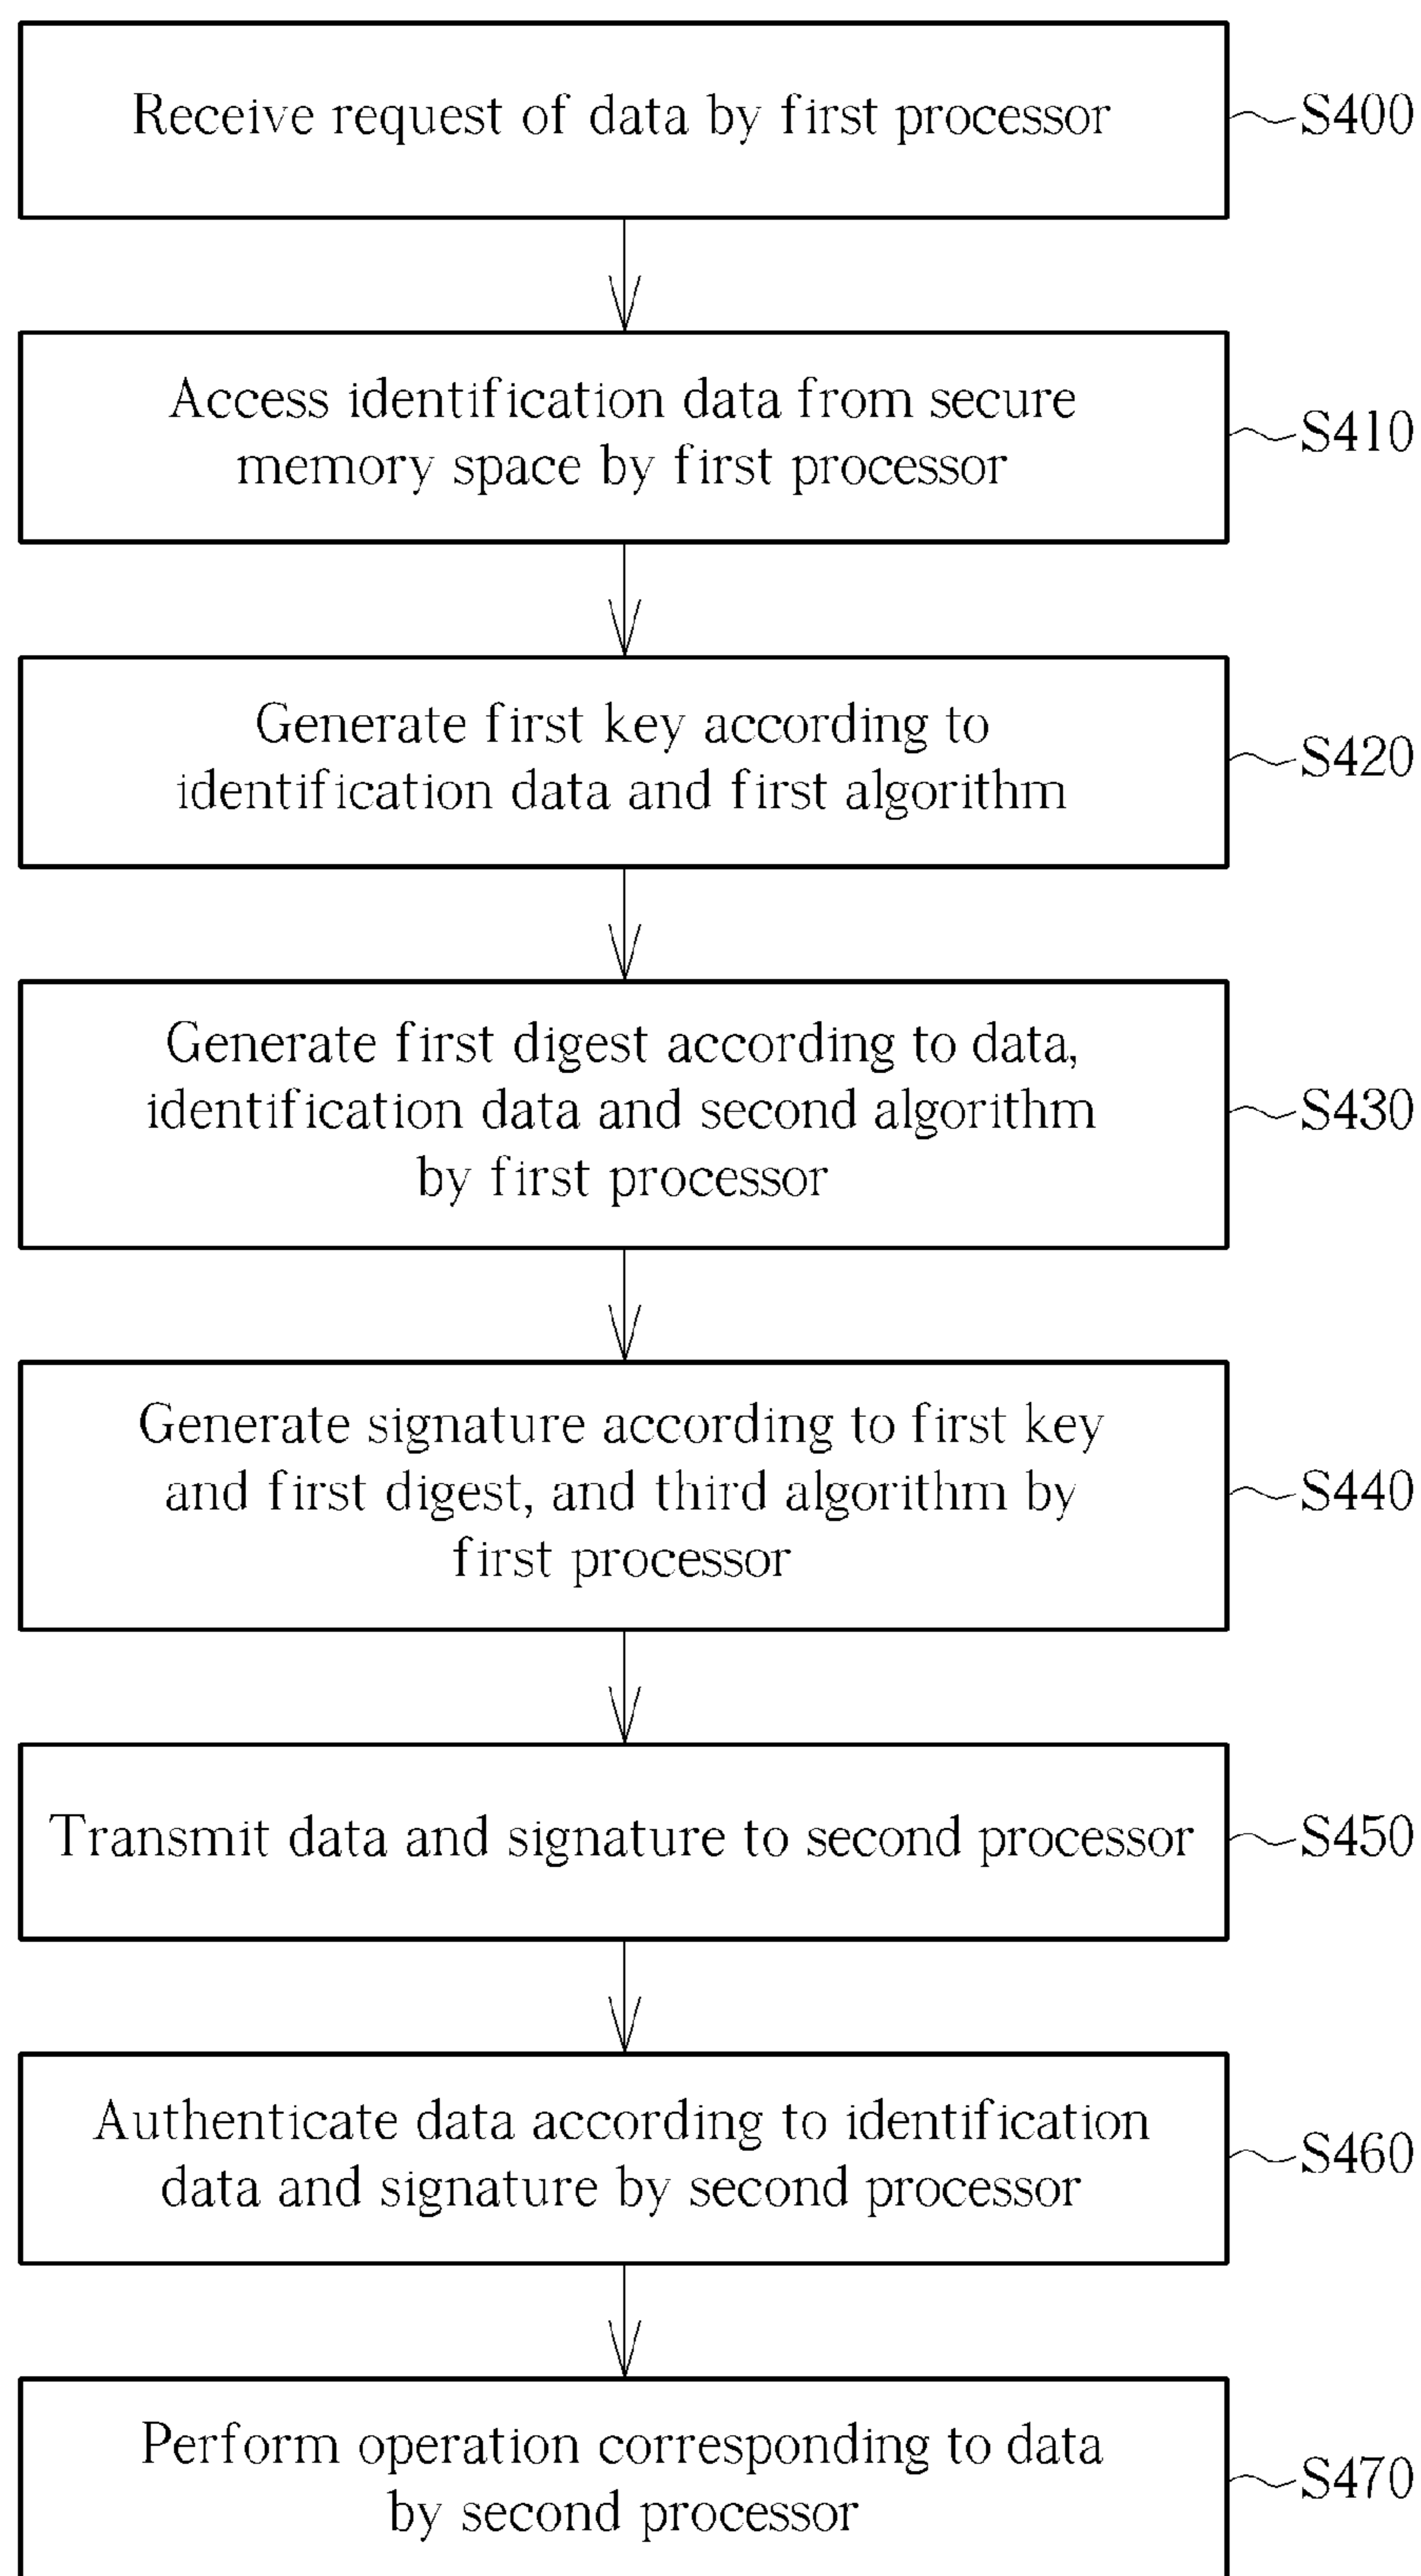 Receive request of data by first processor
S400
Access identification data from secure
memory space by first processor
S410
Generate first key according to
identification data and first algorithm
S420
Generate first digest according to data,
identification data and second algorithm
by first processor
S430
Generate signature according to first key
and first digest, and third algorithm by
first processor
S440
Transmit data and signature to second processor
S450
Authenticate data according to identification
data and signature by second processor
S460
Perform operation corresponding to data
by second processor
S470